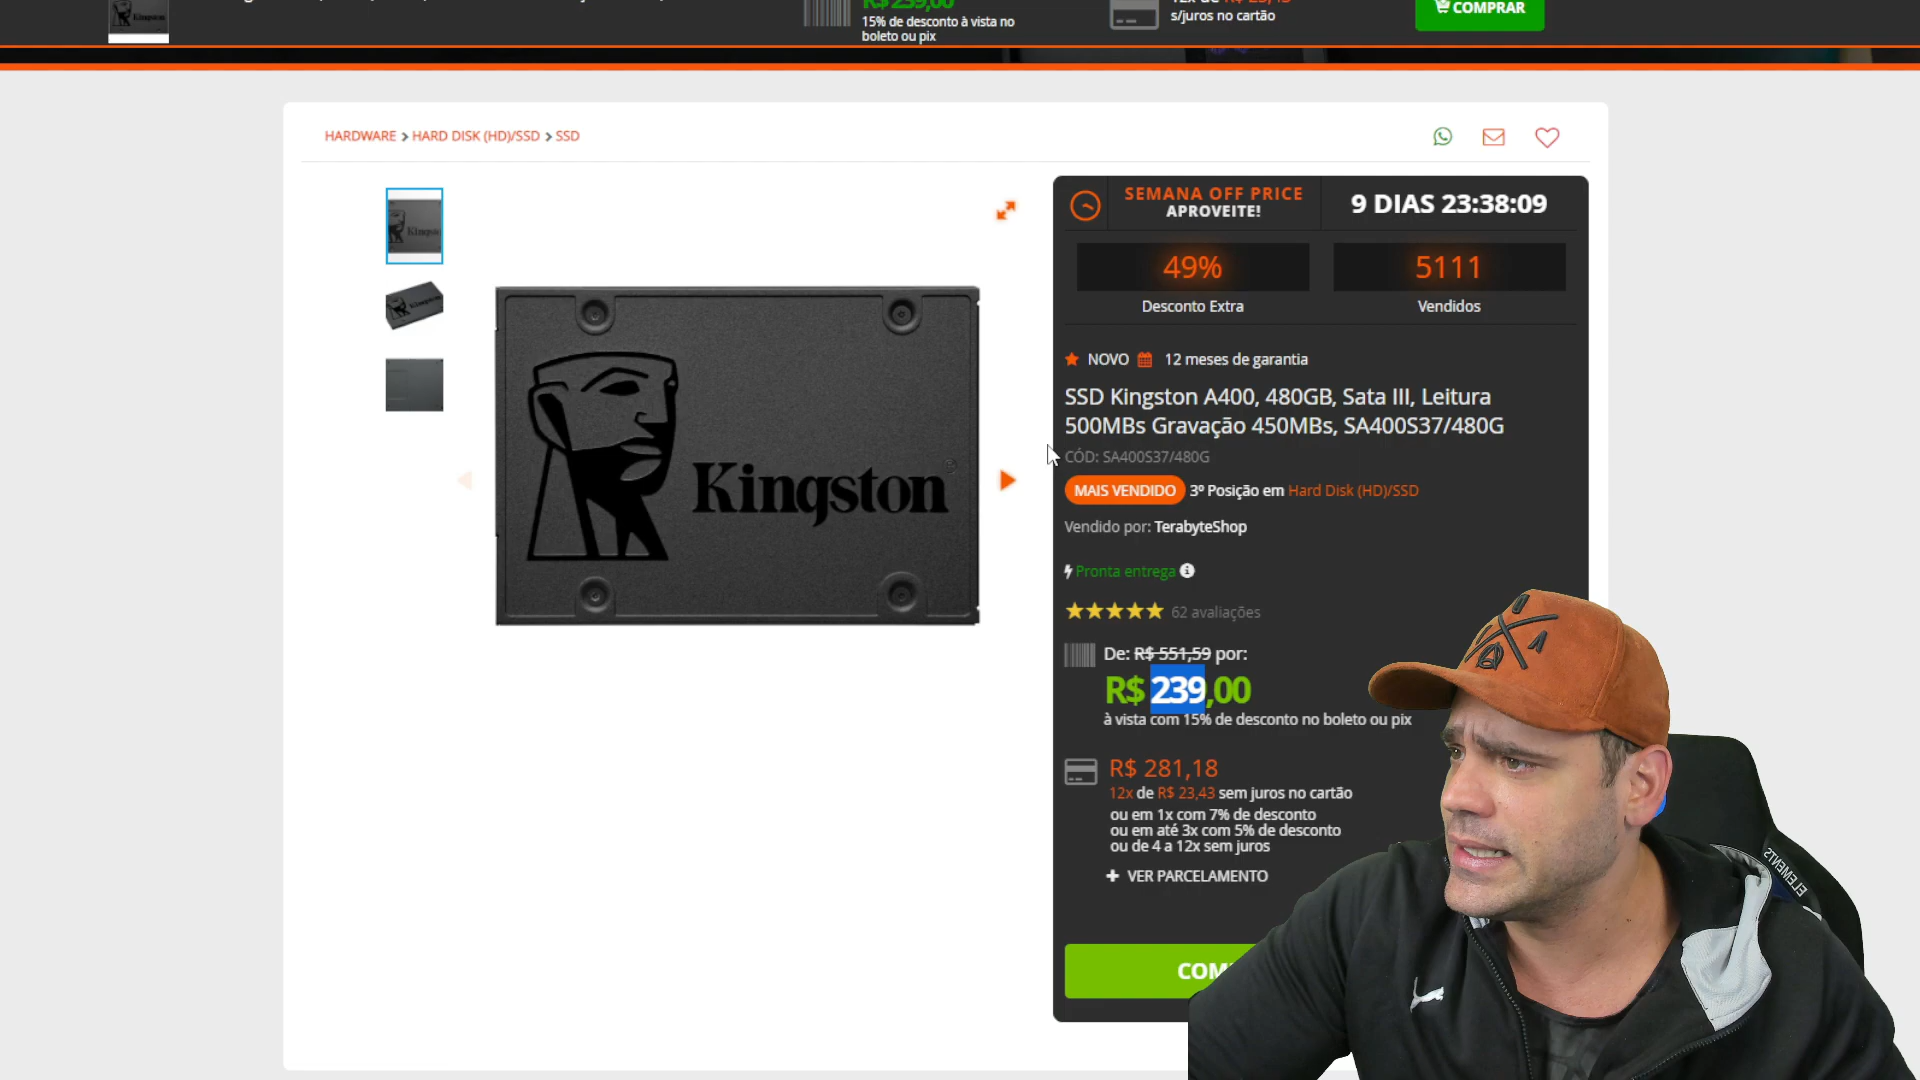 Kingston
R$ 239,00
15% de desconto à vista no
boleto ou pix
s/juros no cartão
COMPRAR
HARDWARE > HARD DISK (HD)/SSD > SSD
SEMANA OFF PRICE
APROVEITE!
9 DIAS 23:38:09
49%
Desconto Extra
5111
Vendidos
Kingston
NOVO 12 meses de garantia
SSD Kingston A400, 480GB, Sata III, Leitura
500MBs Gravação 450MBs, SA400S37/480G
CÓD: SA400S37/480G
MAIS VENDIDO 3º Posição em Hard Disk (HD)/SSD
Vendido por: TerabyteShop
Pronta entrega
62 avaliações
De: R$ 551,59 por:
R$ 239,00
à vista com 15% de desconto no boleto ou pix
R$ 281,18
12x de R$ 23,43 sem juros no cartão
ou em 1x com 7% de desconto
ou em até 3x com 5% de desconto
ou de 4 a 12x sem juros
+ VER PARCELAMENTO
Kingston
ELEMENTS